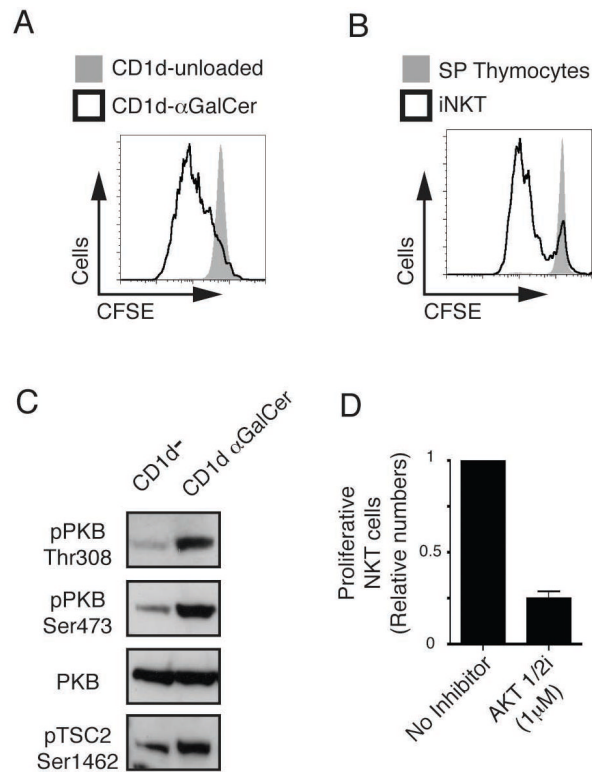 A
CD1d-unloaded
CD1d-αGalCer
Cells
CFSE
B
SP Thymocytes
iNKT
Cells
CFSE
C
CD1d-
CD1d αGalCer
pPKB
Thr308
pPKB
Ser473
PKB
pTSC2
Ser1462
D
Proliferative
NKT cells
(Relative numbers)
1
0.5
0
No Inhibitor
AKT 1/2i
(1µM)